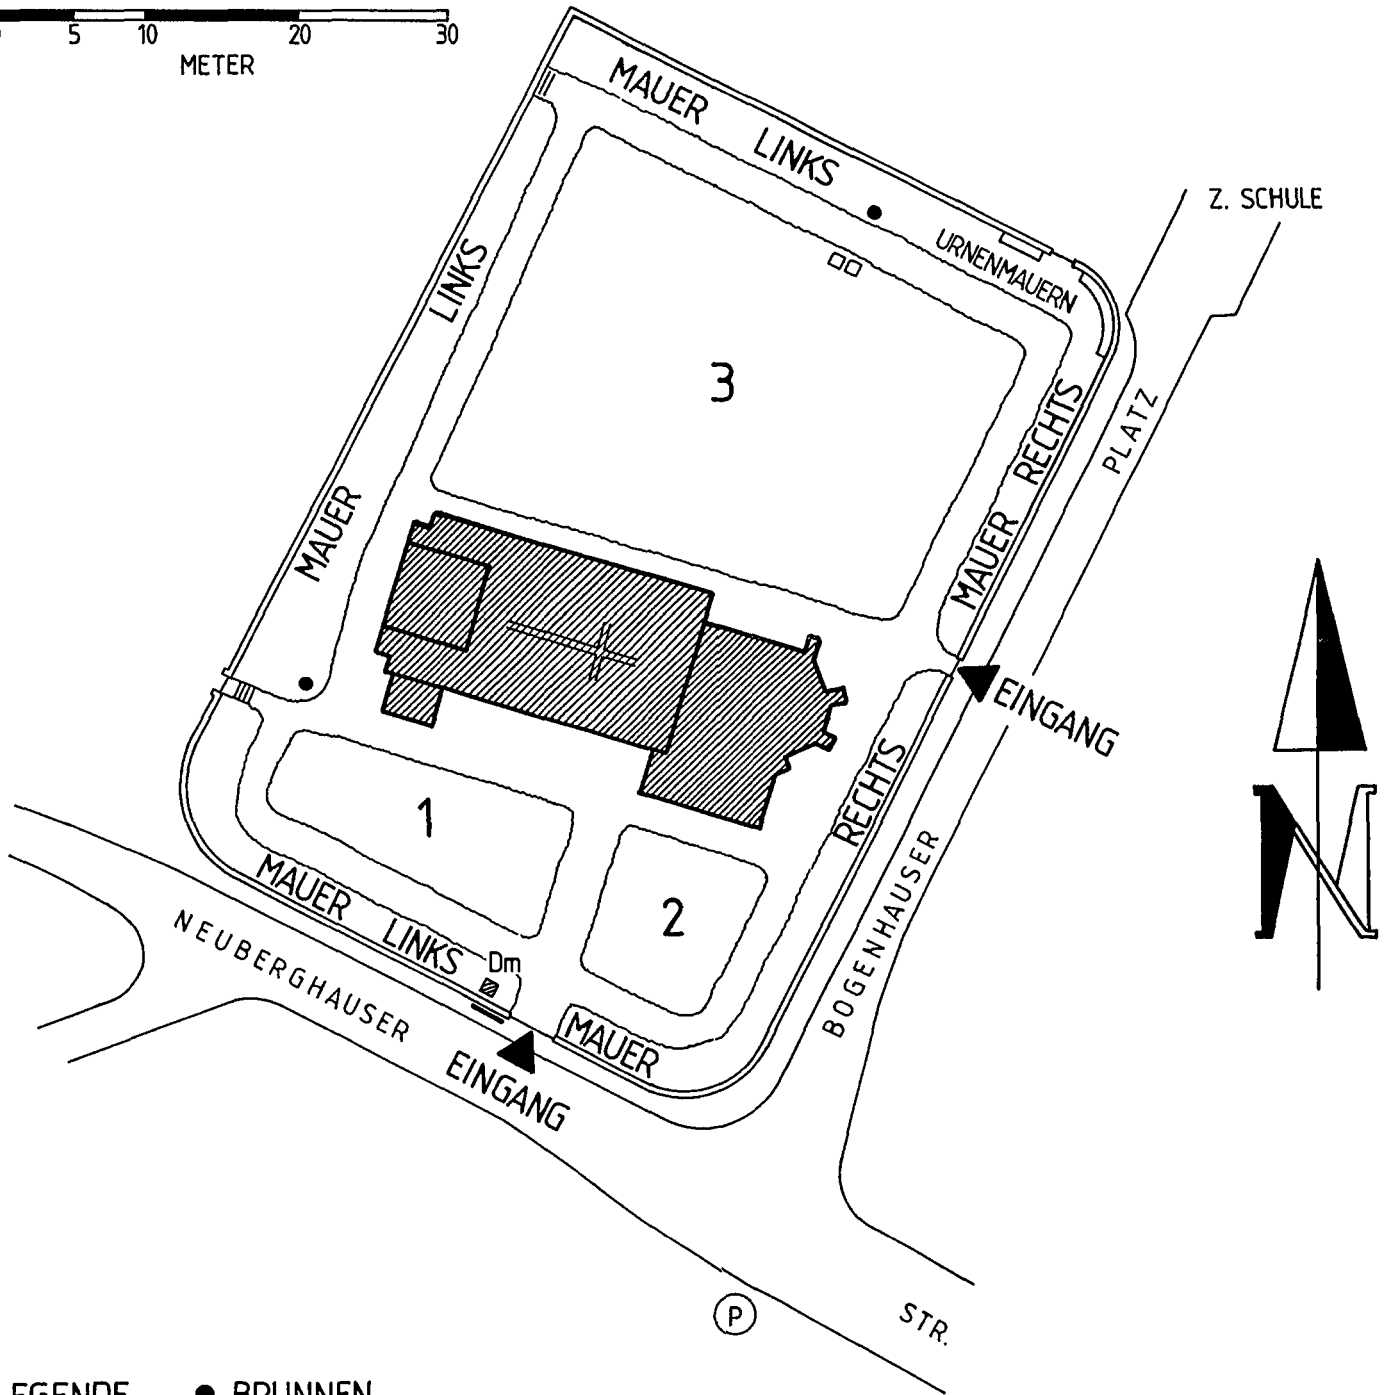 5 10 20 30
METER
MAUER LINKS
Z. SCHULE
URNENMAUERN
LINKS
MAUER
3
MAUER RECHTS
PLATZ
EINGANG
RECHTS
1
2
BOGENHAUSER
MAUER LINKS
Dm
MAUER
NEUBERGHAUSER
EINGANG
STR.
P
N
EGENDE ● BRUNNEN